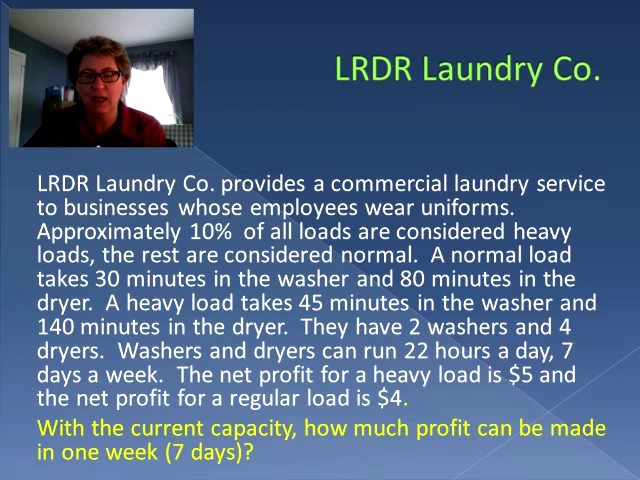 LRDR Laundry Co.
LRDR Laundry Co. provides a commercial laundry service
to businesses whose employees wear uniforms.
Approximately 10% of all loads are considered heavy
loads, the rest are considered normal. A normal load
takes 30 minutes in the washer and 80 minutes in the
dryer. A heavy load takes 45 minutes in the washer and
140 minutes in the dryer. They have 2 washers and 4
dryers. Washers and dryers can run 22 hours a day, 7
days a week. The net profit for a heavy load is $5 and
the net profit for a regular load is $4.
With the current capacity, how much profit can be made
in one week (7 days)?